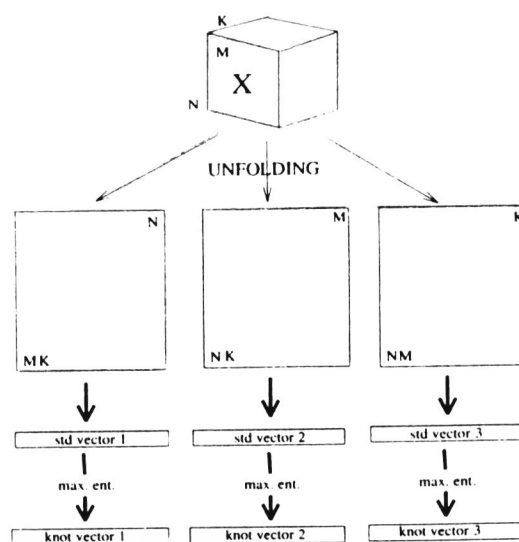 K
M
X
N
UNFOLDING
N
M
K
MK
NK
NM
std vector 1
std vector 2
std vector 3
max. ent.
max. ent.
max. ent.
knot vector 1
knot vector 2
knot vector 3